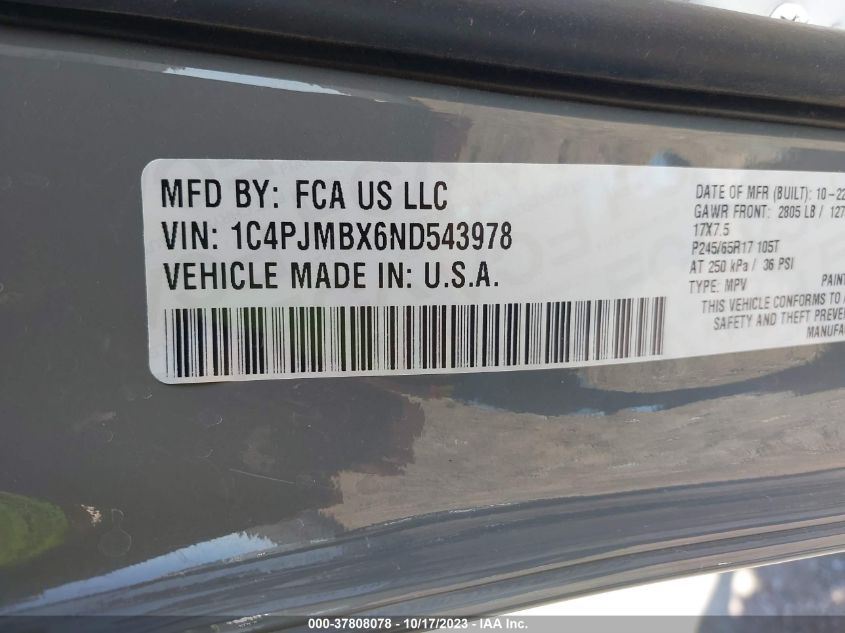 MFD BY: FCA US LLC
VIN: 1C4PJMBX6ND543978
VEHICLE MADE IN: U.S.A.
DATE OF MFR (BUILT): 10-22
GAWR FRONT: 2805 LB / 127
17X7.5
P245/65R17 105T
AT 250 kPa / 36 PSI
TYPE: MPV PAINT
THIS VEHICLE CONFORMS TO
SAFETY AND THEFT PREVE
MANUFA
000-37808078 - 10/17/2023 - IAA Inc.